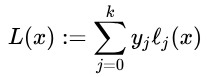 L(x) := \sum_{j=0}^{k} y_j \ell_j(x)